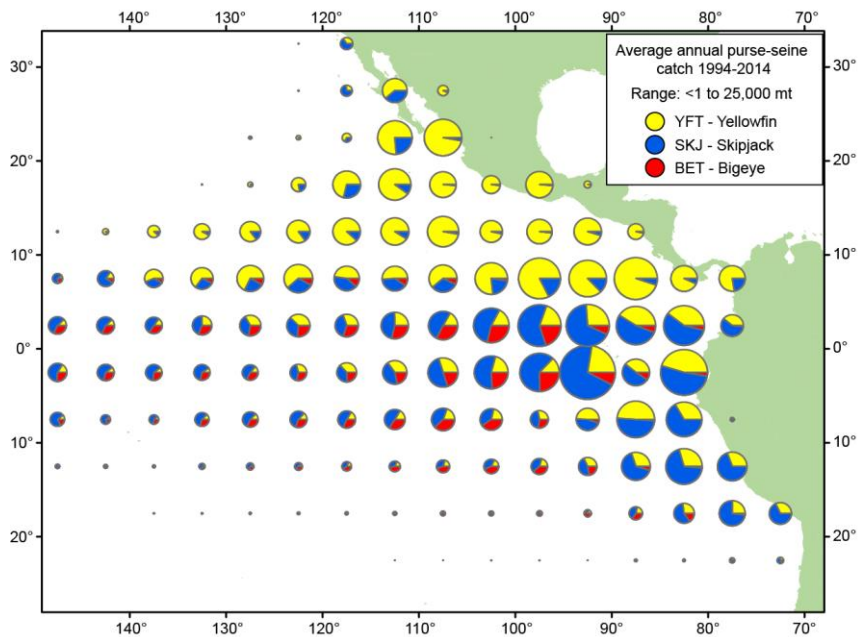 140° 130° 120° 110° 100° 90° 80° 70°
30° 30°
Average annual purse-seine
catch 1994-2014
Range: <1 to 25,000 mt
YFT - Yellowfin
SKJ - Skipjack
BET - Bigeye
20° 20°
10° 10°
0° 0°
10° 10°
20° 20°
140° 130° 120° 110° 100° 90° 80° 70°